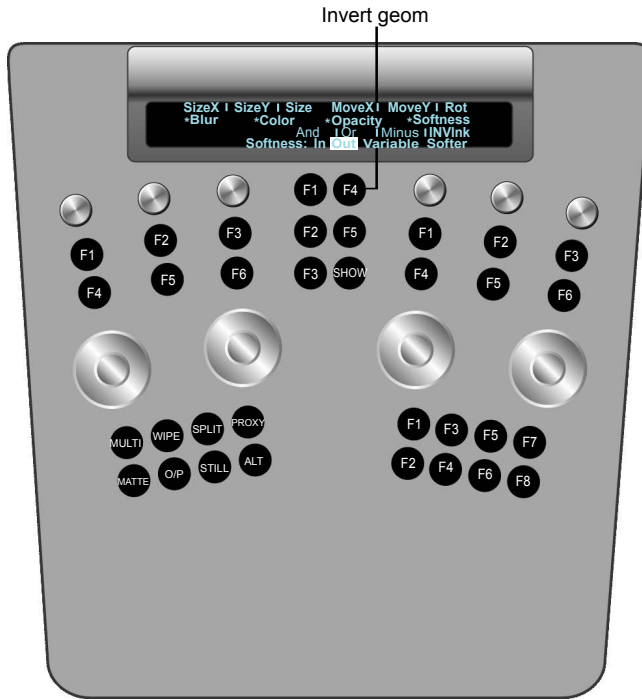 Invert geom
SizeX I SizeY I Size MoveX I MoveY I Rot
*Blur *Color *Opacity *Softness
And I Or I Minus I INVInk
Softness: In Out Variable Softer
F1 F4
F2 F5
F3 SHOW
F1 F2 F3
F4 F5 F6
F1 F2 F3
F4 F5 F6
MULTI WIPE SPLIT PROXY
MATTE O/P STILL ALT
F1 F3 F5 F7
F2 F4 F6 F8